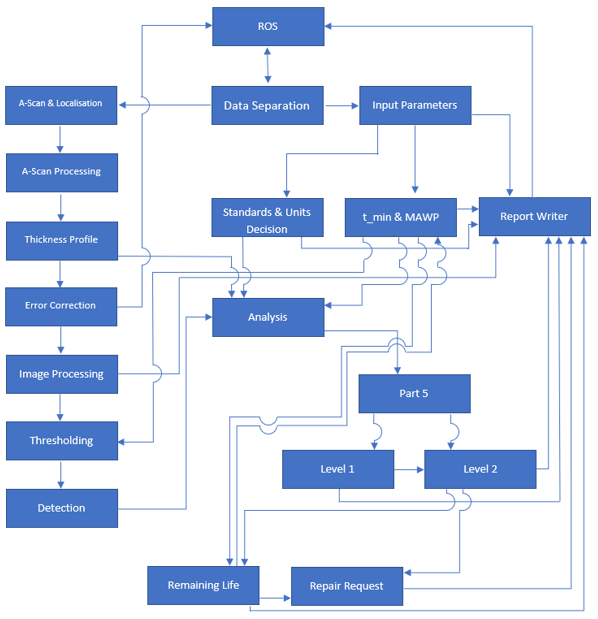 ROS
A-Scan & Localisation
Data Separation
Input Parameters
A-Scan Processing
Thickness Profile
Standards & Units
Decision
t_min & MAWP
Report Writer
Error Correction
Analysis
Image Processing
Part 5
Thresholding
Level 1
Level 2
Detection
Remaining Life
Repair Request